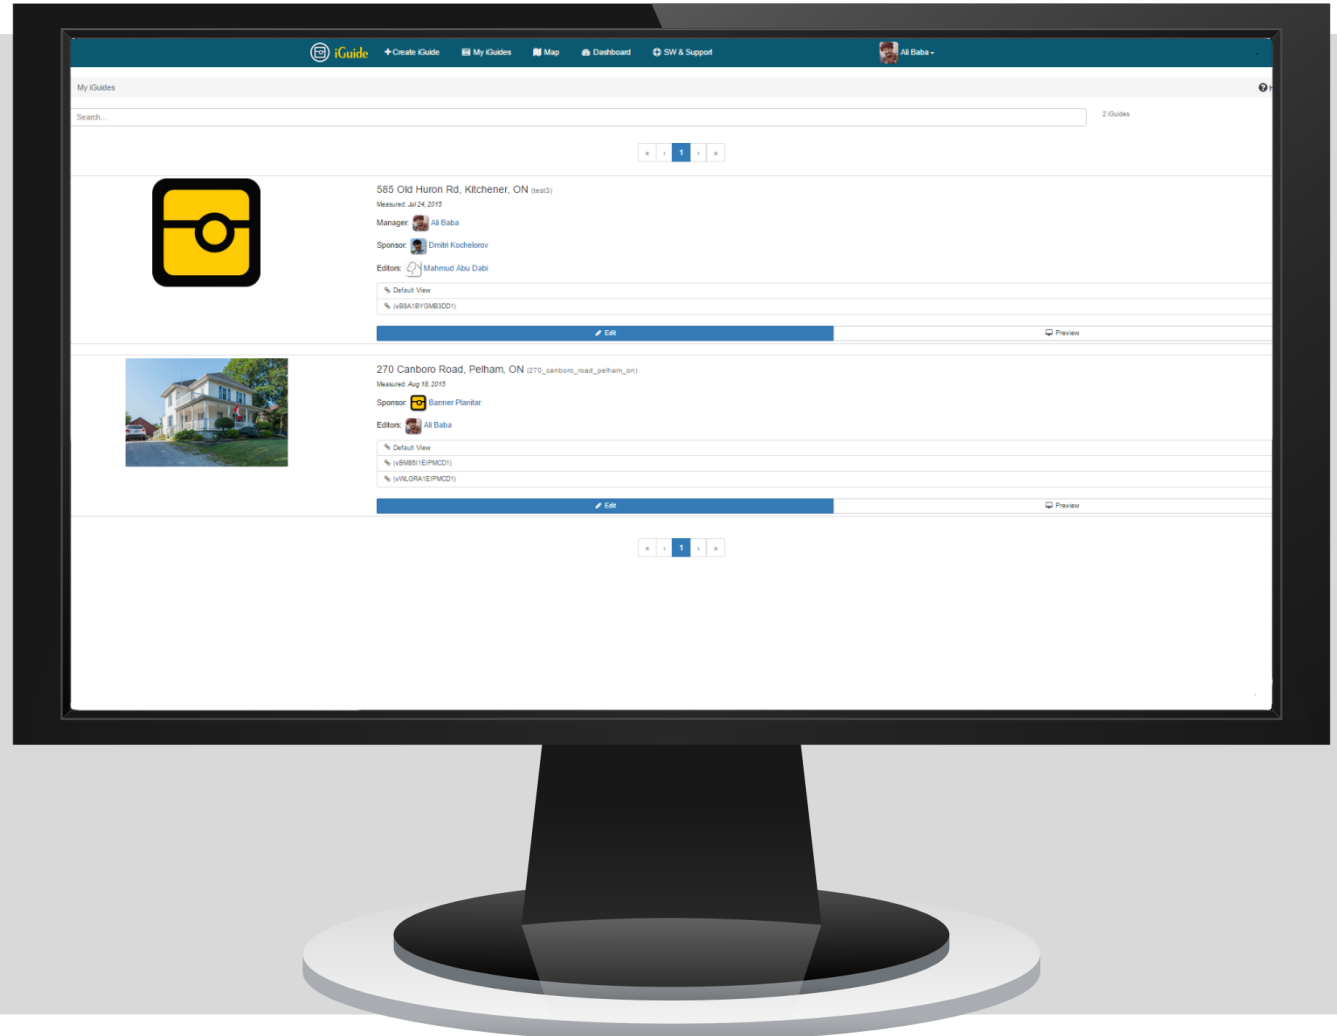 iGuide
Create iGuide
My iGuides
Map
Dashboard
SW & Support
Ali Baba
My iGuides
Search...
2 iGuides
« ‹ 1 › »
585 Old Huron Rd, Kitchener, ON (test3)
Measured: Jul 24, 2015
Manager: Ali Baba
Sponsor: Dmitri Kochelorov
Editors: Mahmud Abu Dabi
Default View
Edit
Preview
270 Canboro Road, Pelham, ON (270_canboro_road_pelham_on)
Measured: Aug 18, 2015
Sponsor: Banner Planitar
Editors: Ali Baba
Default View
Edit
Preview
« ‹ 1 › »